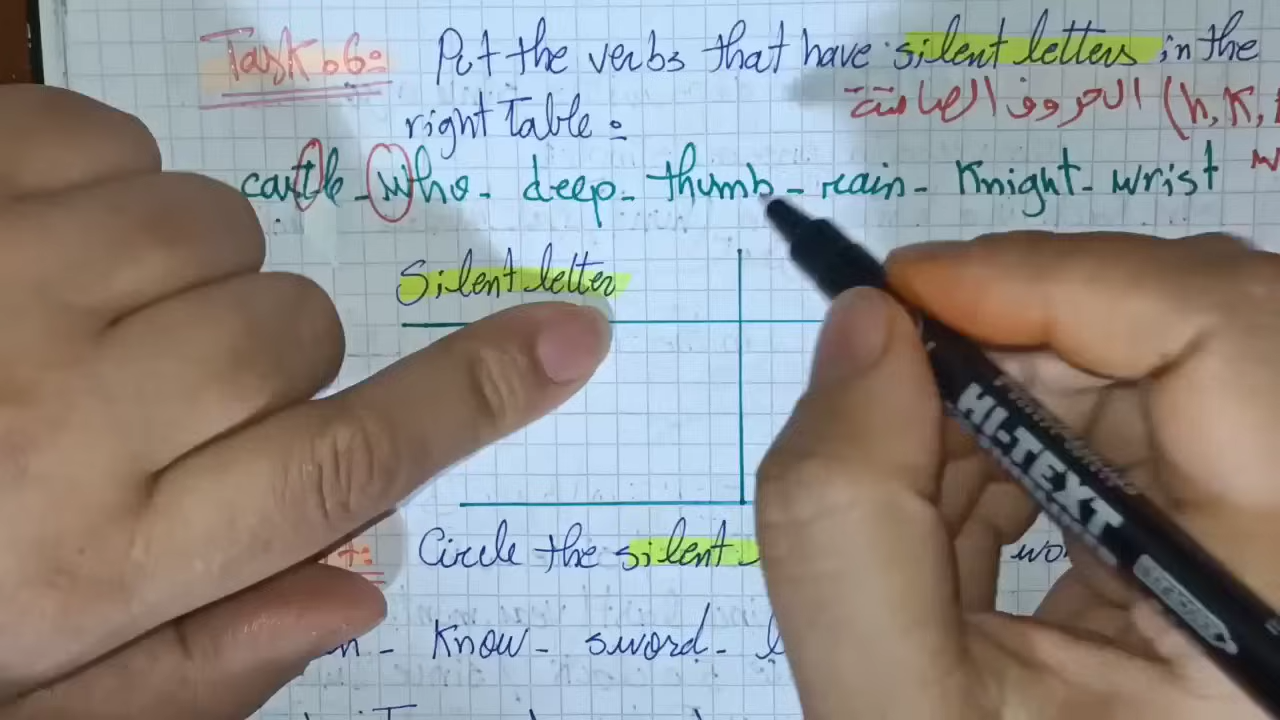 Task 06: Put the verbs that have silent letters in the
right Table: الحروف الصامتة (h, K,
castle - who - deep - thumb - rain - Knight - wrist w
Silent letter
t: Circle the silent
- Know - sword -
HI-TEXT